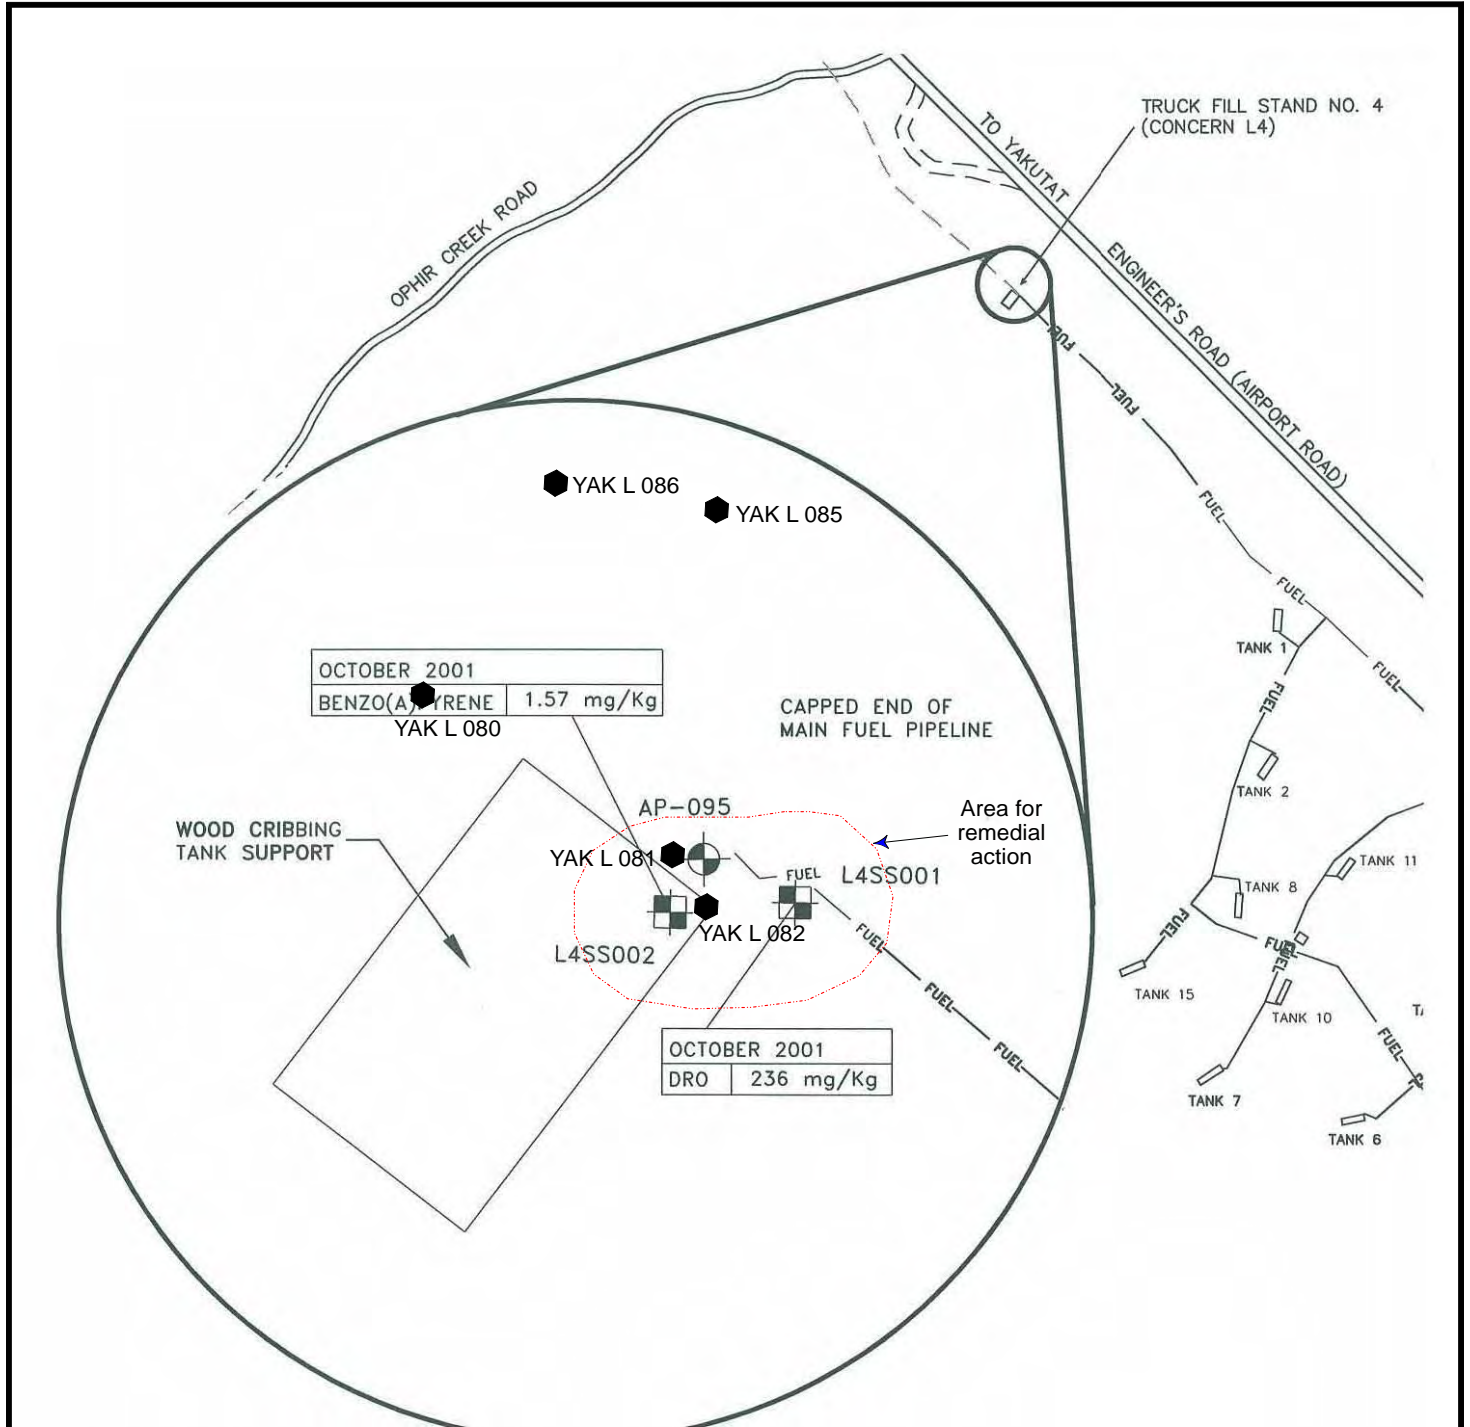 TRUCK FILL STAND NO. 4
(CONCERN L4)
TO YAKUTAT
ENGINEER'S ROAD (AIRPORT ROAD)
OPHIR CREEK ROAD
FUEL
FUEL
FUEL
FUEL
FUEL
YAK L 086
YAK L 085
TANK 1
FUEL
TANK 2
OCTOBER 2001
BENZO(A) YRENE 1.57 mg/Kg
YAK L 080
CAPPED END OF
MAIN FUEL PIPELINE
AP-095
Area for
remedial
action
WOOD CRIBBING
TANK SUPPORT
YAK L 081
FUEL
L4SS001
YAK L 082
L4SS002
FUEL
FUEL
FUEL
OCTOBER 2001
DRO 236 mg/Kg
TANK 11
TANK 8
FUEL
FUEL
FUEL
TANK 15
TANK 10
FUEL
TANK 7
TANK 6